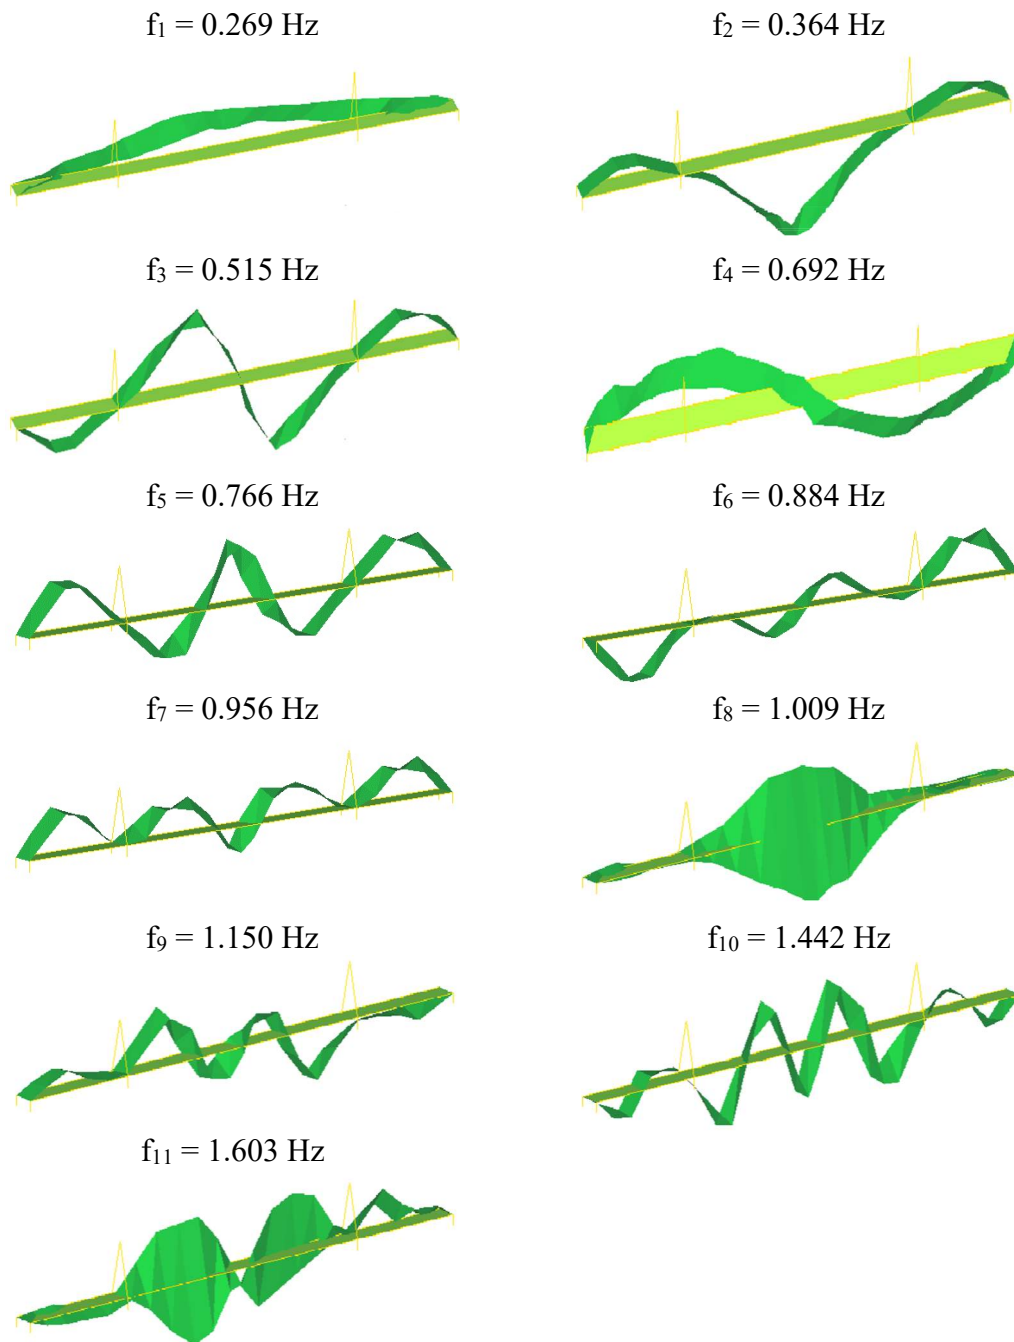 f₁ = 0.269 Hz
f₂ = 0.364 Hz
f₃ = 0.515 Hz
f₄ = 0.692 Hz
f₅ = 0.766 Hz
f₆ = 0.884 Hz
f₇ = 0.956 Hz
f₈ = 1.009 Hz
f₉ = 1.150 Hz
f₁₀ = 1.442 Hz
f₁₁ = 1.603 Hz